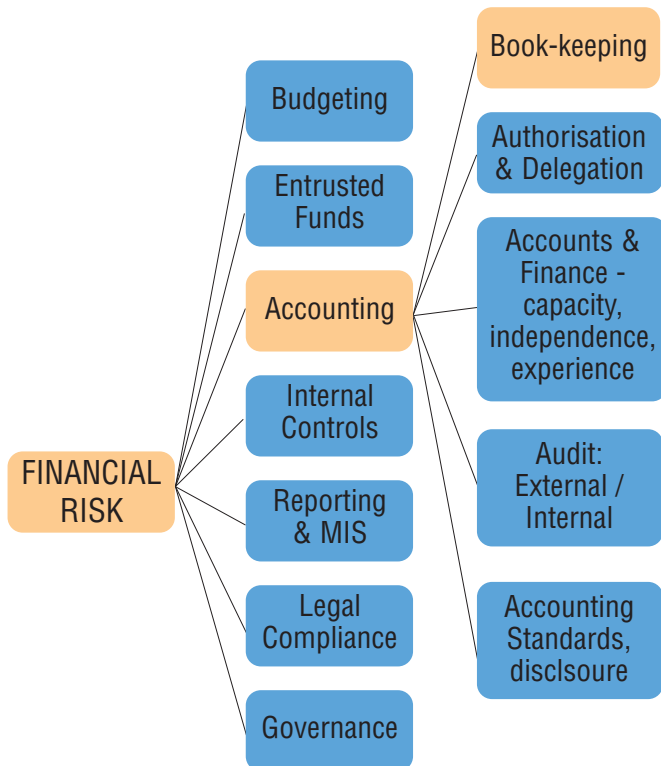 FINANCIAL
RISK
Budgeting
Entrusted
Funds
Accounting
Internal
Controls
Reporting
& MIS
Legal
Compliance
Governance
Book-keeping
Authorisation
& Delegation
Accounts &
Finance -
capacity,
independence,
experience
Audit:
External /
Internal
Accounting
Standards,
disclsoure